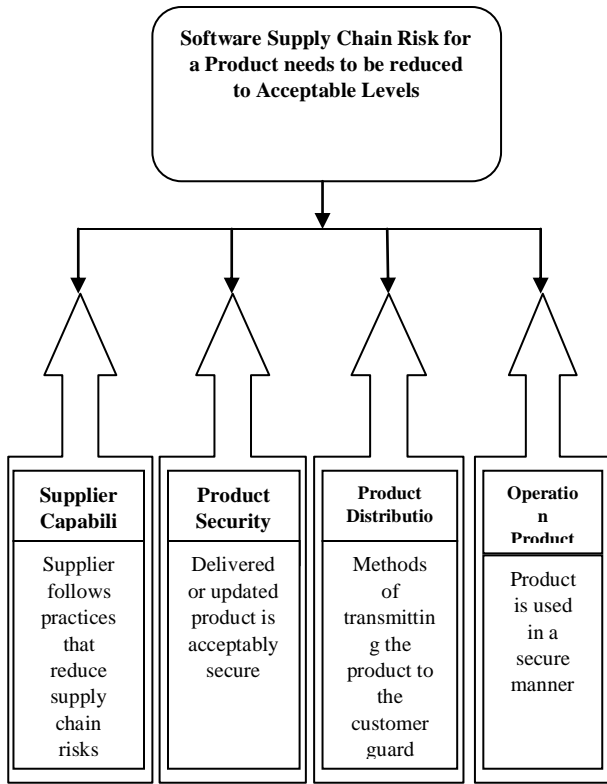 Software Supply Chain Risk for
a Product needs to be reduced
to Acceptable Levels
Supplier
Capabili
Supplier
follows
practices
that
reduce
supply
chain
risks
Product
Security
Delivered
or updated
product is
acceptably
secure
Product
Distributio
Methods
of
transmittin
g the
product to
the
customer
guard
Operatio
n
Product
Product
is used
in a
secure
manner